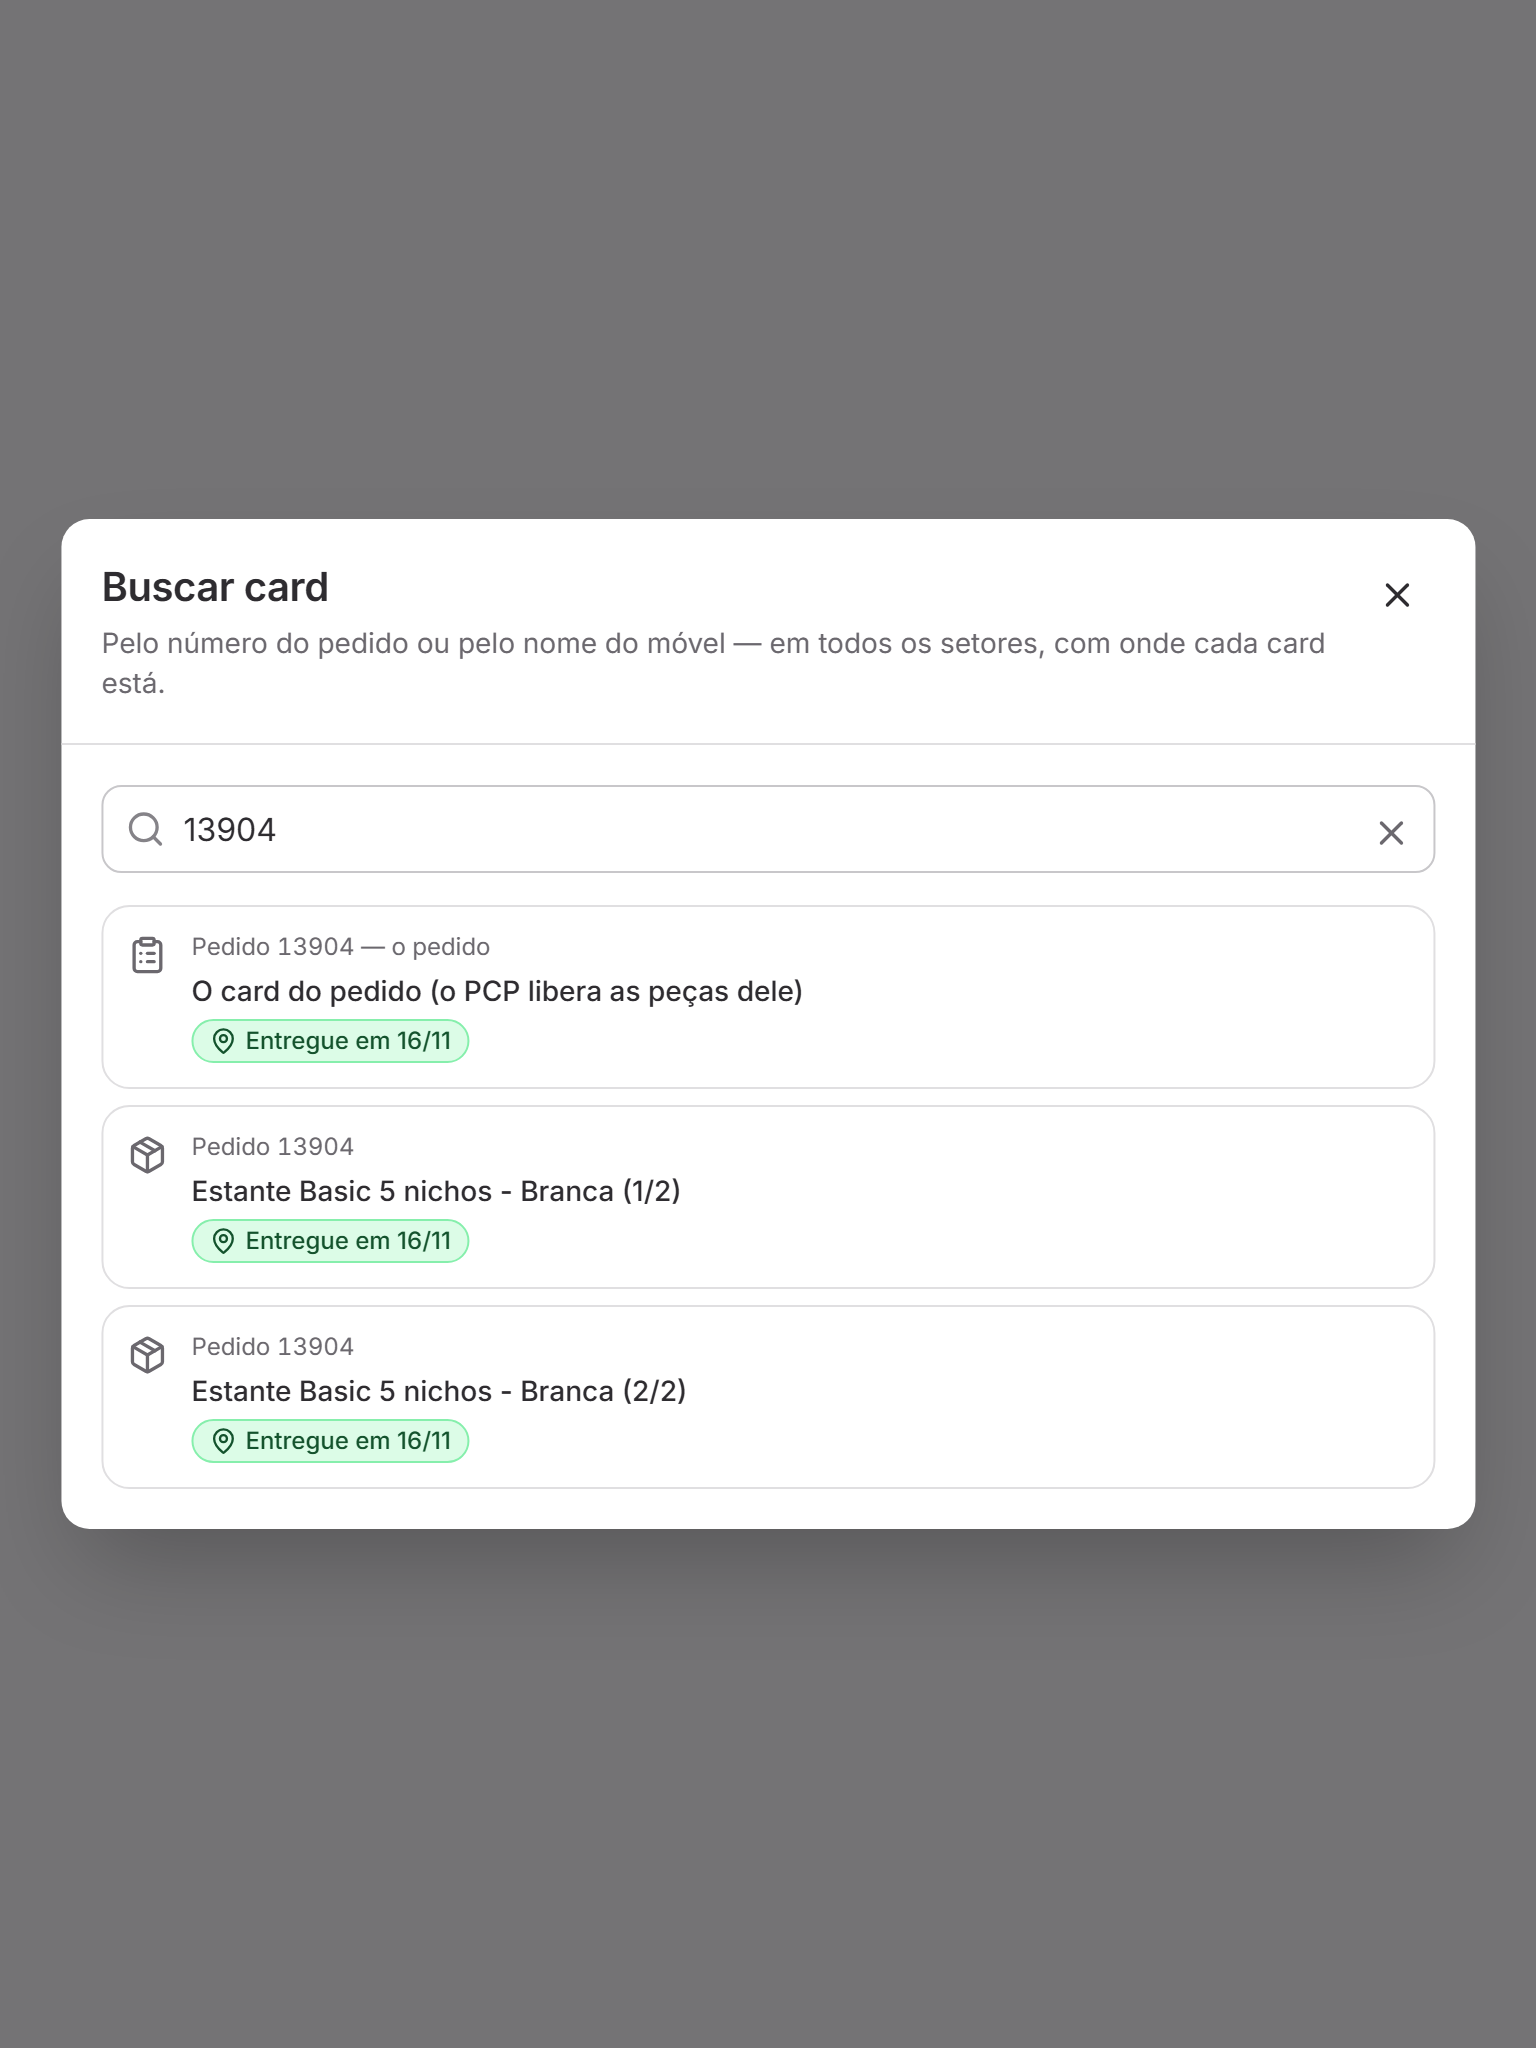 Buscar card
Pelo número do pedido ou pelo nome do móvel — em todos os setores, com onde cada card
está.
13904
Pedido 13904 — o pedido
O card do pedido (o PCP libera as peças dele)
Entregue em 16/11
Pedido 13904
Estante Basic 5 nichos - Branca (1/2)
Entregue em 16/11
Pedido 13904
Estante Basic 5 nichos - Branca (2/2)
Entregue em 16/11